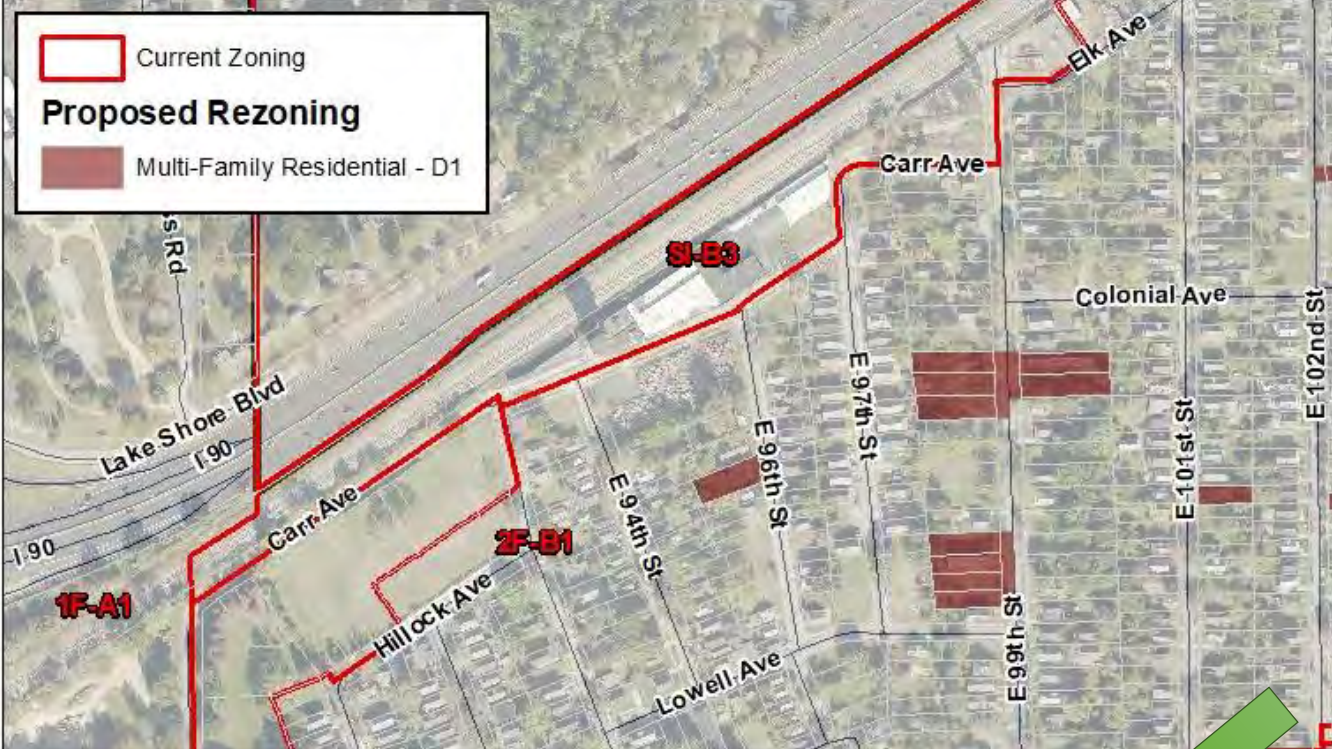 Current Zoning
Proposed Rezoning
Multi-Family Residential - D1
Elk Ave
Carr Ave
s Rd
SI-B3
Colonial Ave
E 102nd St
Lake Shore Blvd
I 90
E 97th St
E 96th St
E 101st St
E 94th St
Carr Ave
I 90
2F-B1
1F-A1
Hillock Ave
E 99th St
Lowell Ave